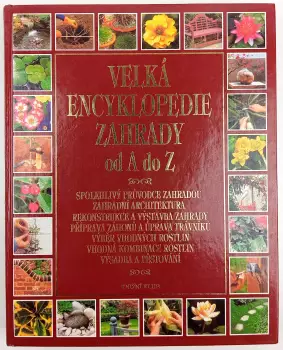 VELKÁ
ENCYKLOPEDIE
ZAHRADY
od A do Z
SPOLEHLIVÝ PRŮVODCE ZAHRADOU
ZAHRADNÍ ARCHITEKTURA
REKONSTRUKCE A VÝSTAVBA ZAHRADY
PŘÍPRAVA ZÁHONŮ A ÚPRAVA TRÁVNÍKU
VÝBĚR VHODNÝCH ROSTLIN
VHODNÁ KOMBINACE ROSTLIN
VÝSADBA A PĚSTOVÁNÍ